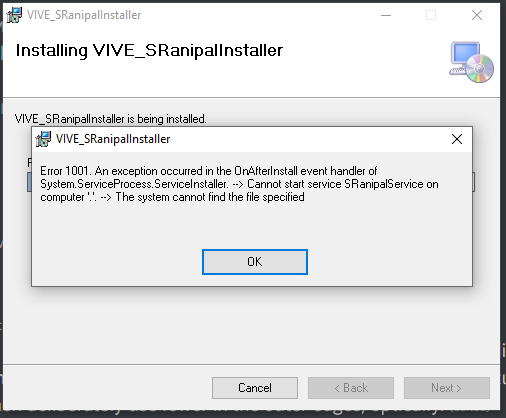 VIVE_SRanipalInstaller
Installing VIVE_SRanipalInstaller
VIVE_SRanipalInstaller is being installed.
VIVE_SRanipalInstaller
Error 1001. An exception occurred in the OnAfterInstall event handler of
System.ServiceProcess.ServiceInstaller. --> Cannot start service SRanipalService on
computer '.'. --> The system cannot find the file specified
OK
Cancel
< Back
Next >